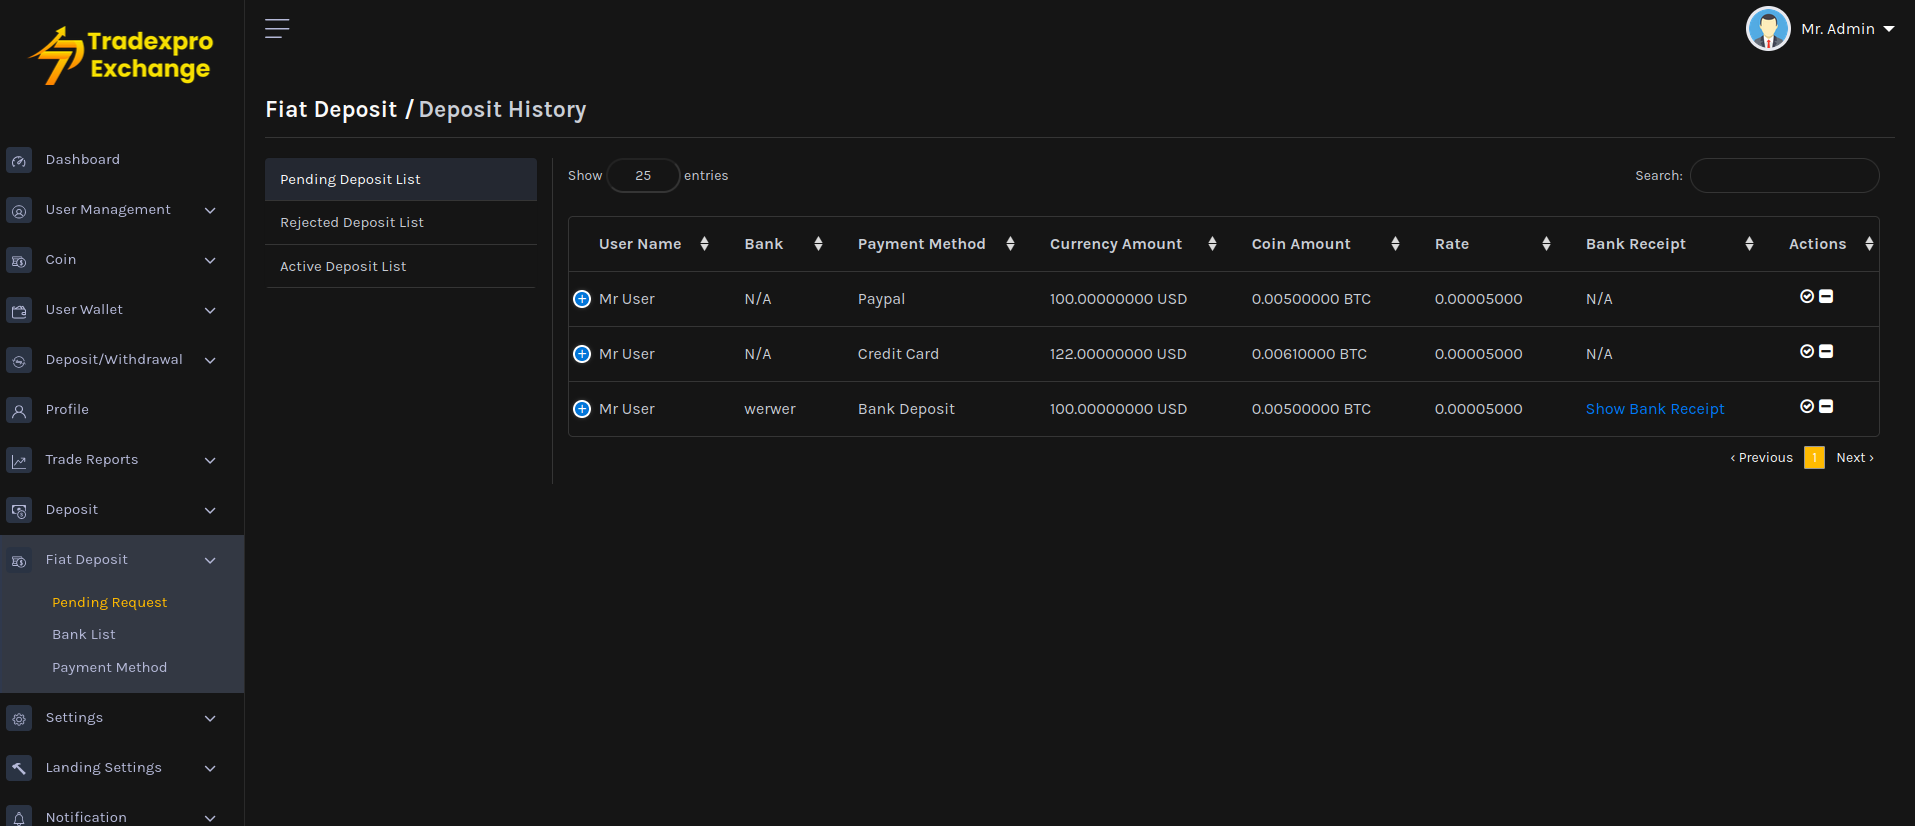 Tradexpro
Exchange
Mr. Admin
Dashboard
User Management
Coin
User Wallet
Deposit/Withdrawal
Profile
Trade Reports
Deposit
Fiat Deposit
Pending Request
Bank List
Payment Method
Settings
Landing Settings
Notification
Fiat Deposit / Deposit History
Pending Deposit List
Rejected Deposit List
Active Deposit List
Show 25 entries
Search:
User Name Bank Payment Method Currency Amount Coin Amount Rate Bank Receipt Actions
Mr User N/A Paypal 100.00000000 USD 0.00500000 BTC 0.00005000 N/A
Mr User N/A Credit Card 122.00000000 USD 0.00610000 BTC 0.00005000 N/A
Mr User werwer Bank Deposit 100.00000000 USD 0.00500000 BTC 0.00005000 Show Bank Receipt
‹ Previous 1 Next ›